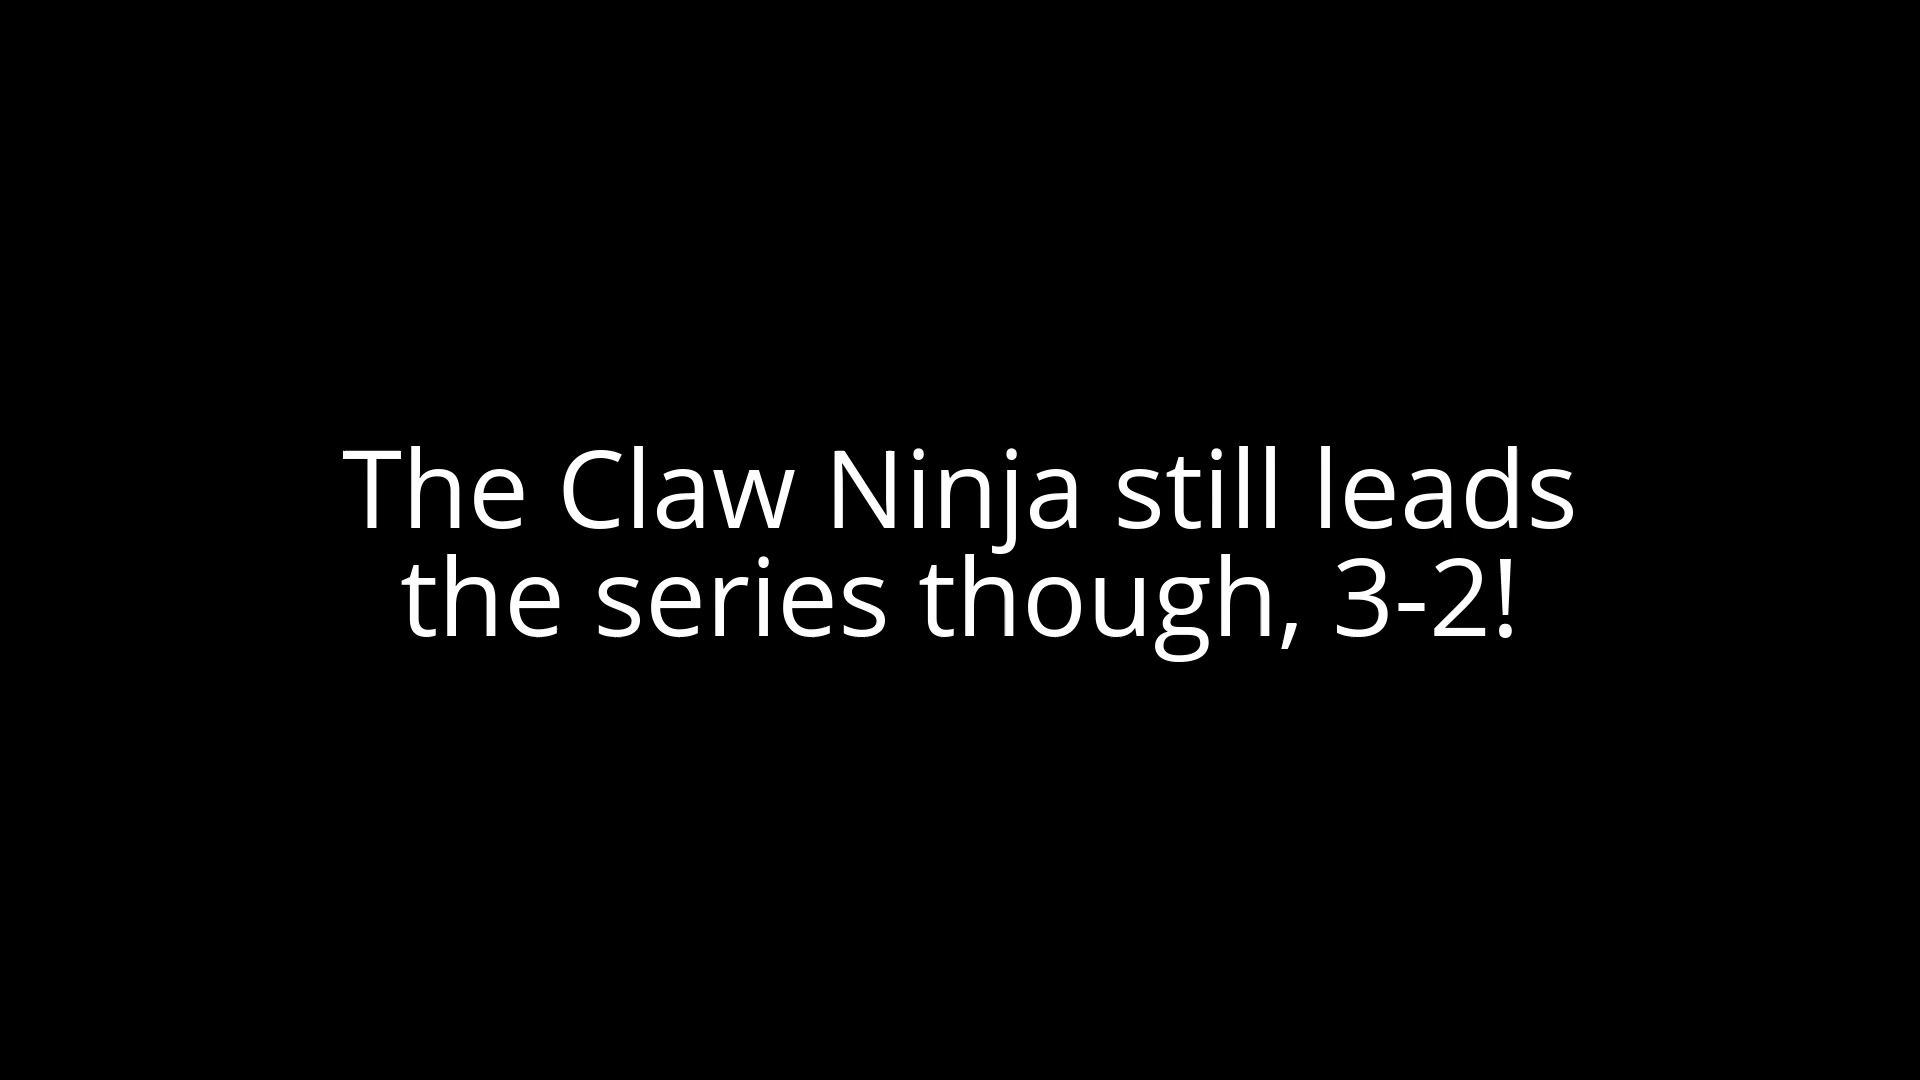 The Claw Ninja still leads
the series though, 3-2!